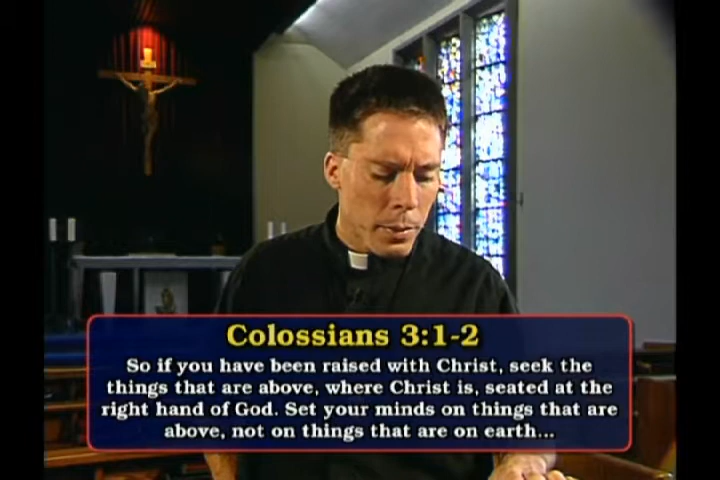 Colossians 3:1-2
So if you have been raised with Christ, seek the
things that are above, where Christ is, seated at the
right hand of God. Set your minds on things that are
above, not on things that are on earth...